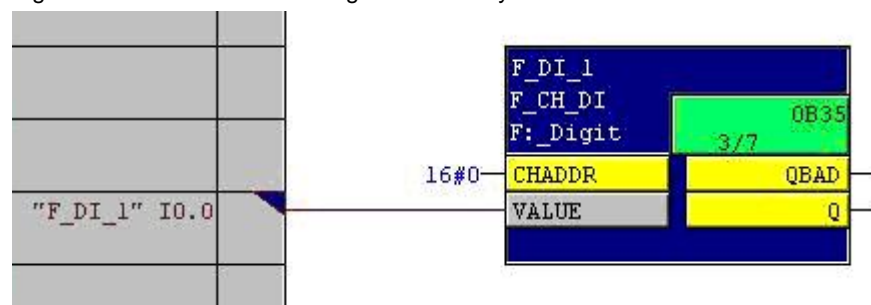 F_DI_1
F_CH_DI
F:_Digit
OB35
3/7
16#0
CHADDR
QBAD
"F_DI_1" I0.0
VALUE
Q